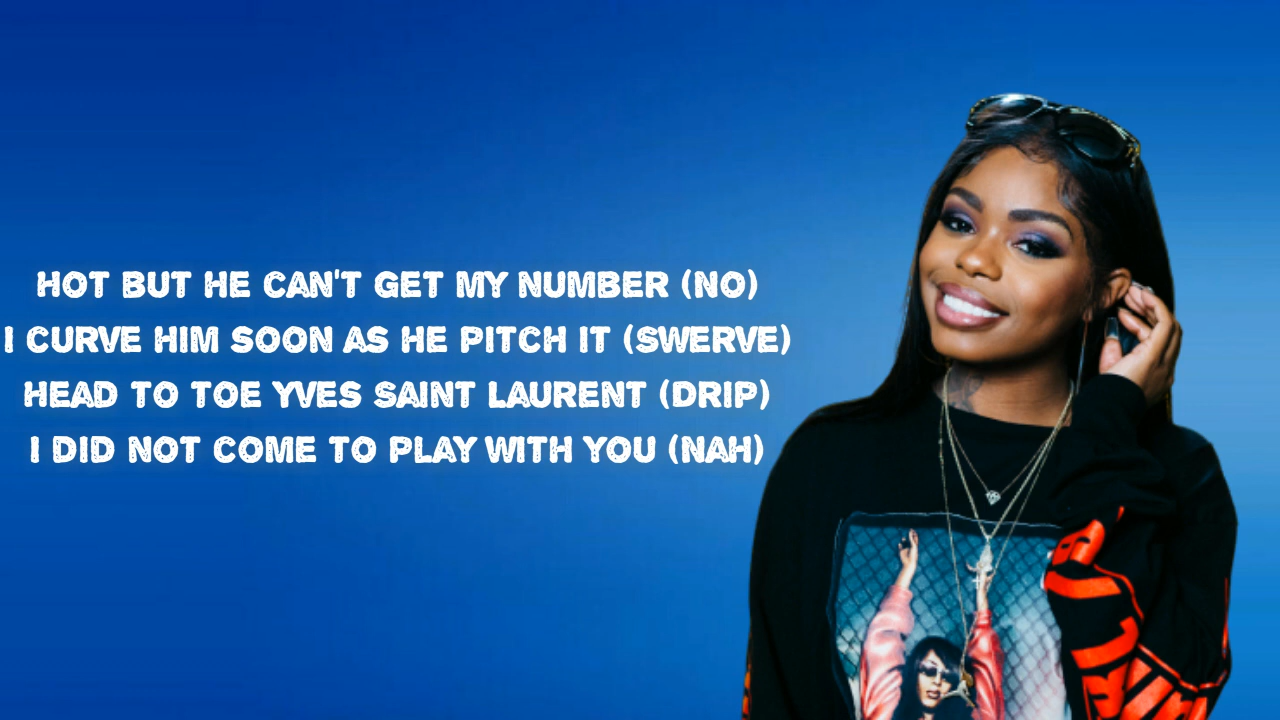 HOT BUT HE CAN'T GET MY NUMBER (NO)
I CURVE HIM SOON AS HE PITCH IT (SWERVE)
HEAD TO TOE YVES SAINT LAURENT (DRIP)
I DID NOT COME TO PLAY WITH YOU (NAH)